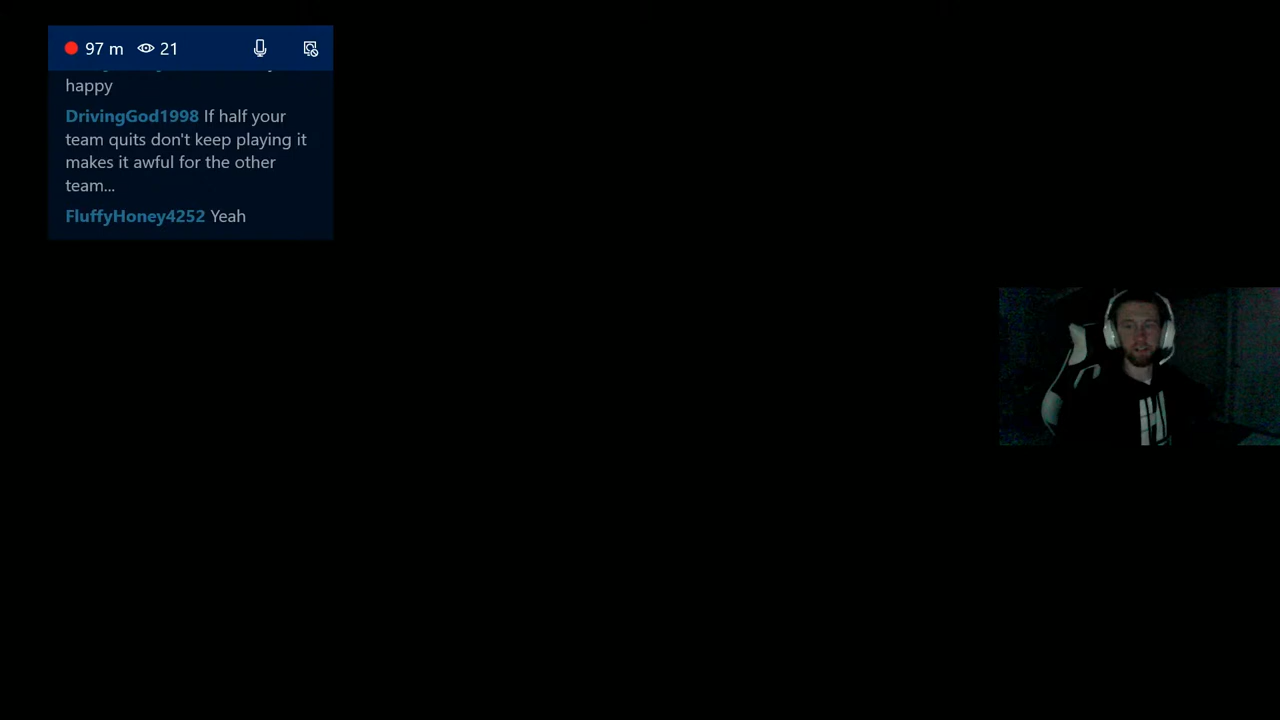 97 m 21
happy
DrivingGod1998 If half your
team quits don't keep playing it
makes it awful for the other
team...
FluffyHoney4252 Yeah